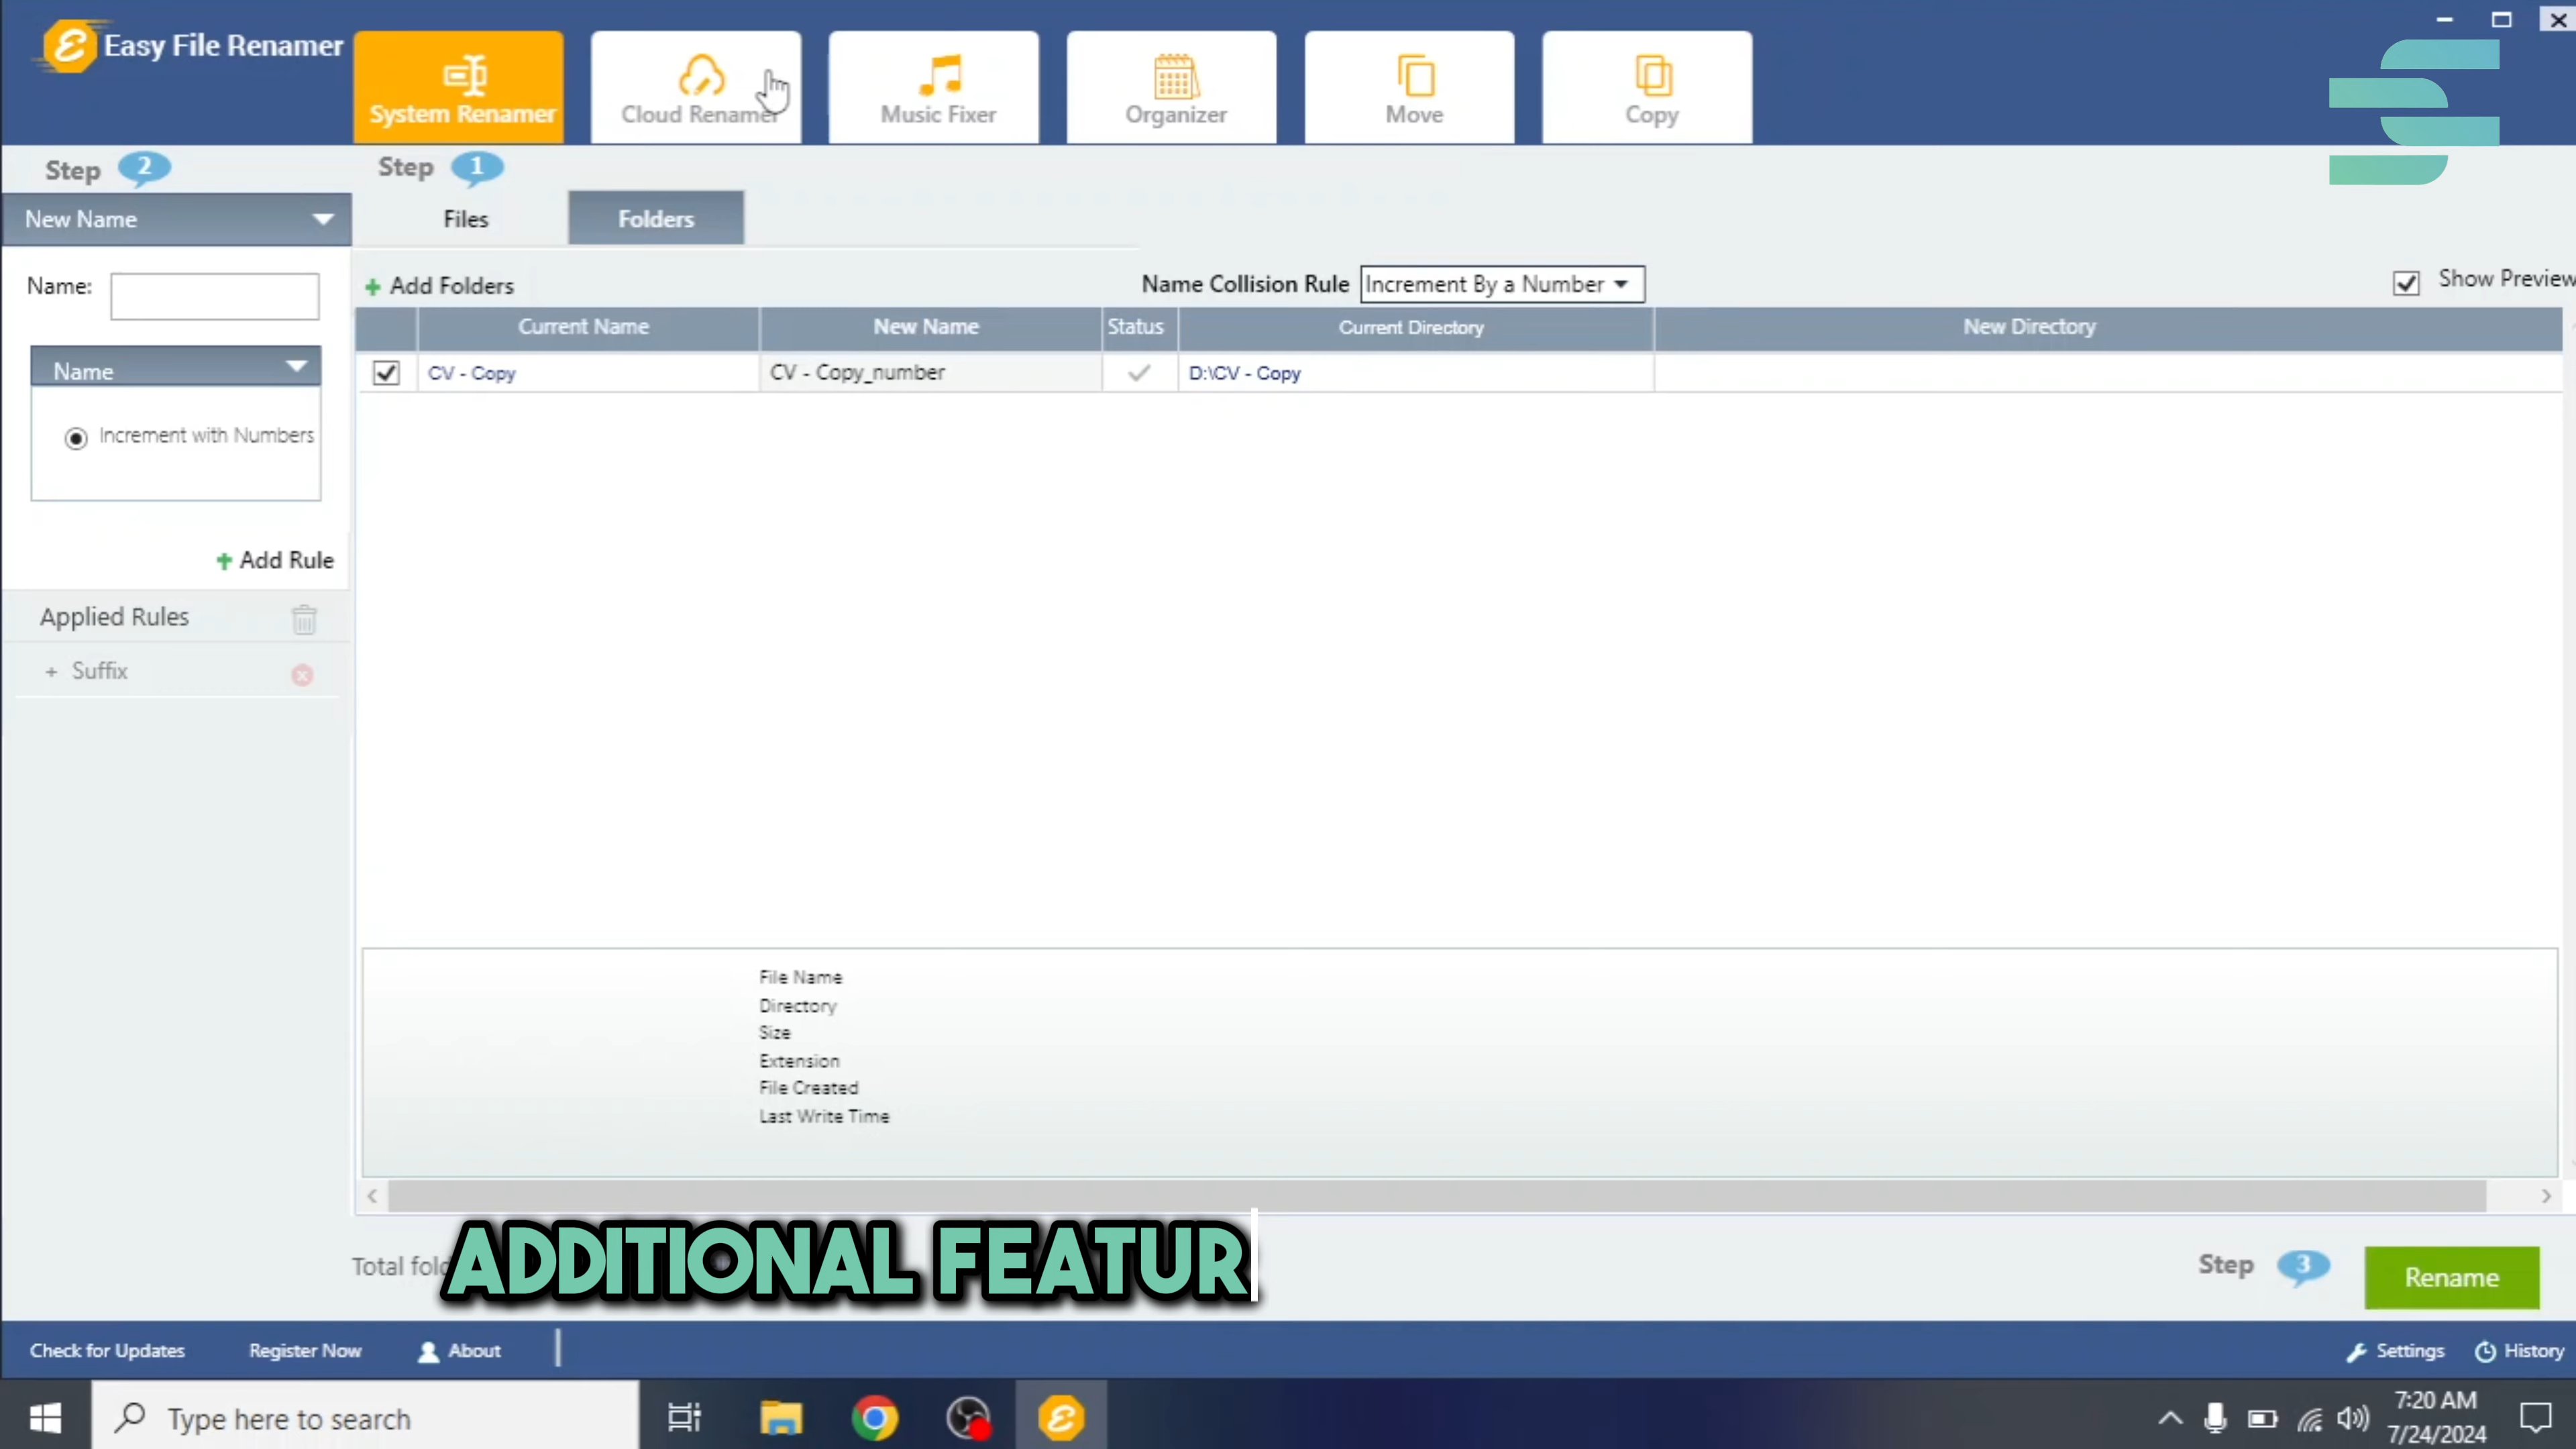 Easy File Renamer
System Renamer
Cloud Renamer
Music Fixer
Organizer
Move
Copy
Step 2
Step 1
New Name
Files
Folders
Name:
+ Add Folders
Name Collision Rule
Increment By a Number
Show Preview
Current Name
New Name
Status
Current Directory
New Directory
Name
CV - Copy
CV - Copy_number
D:\CV - Copy
Increment with Numbers
+ Add Rule
Applied Rules
+ Suffix
File Name
Directory
Size
Extension
File Created
Last Write Time
Total fold
ADDITIONAL FEATUR
Step 3
Rename
Check for Updates
Register Now
About
Settings
History
Type here to search
7:20 AM
7/24/2024